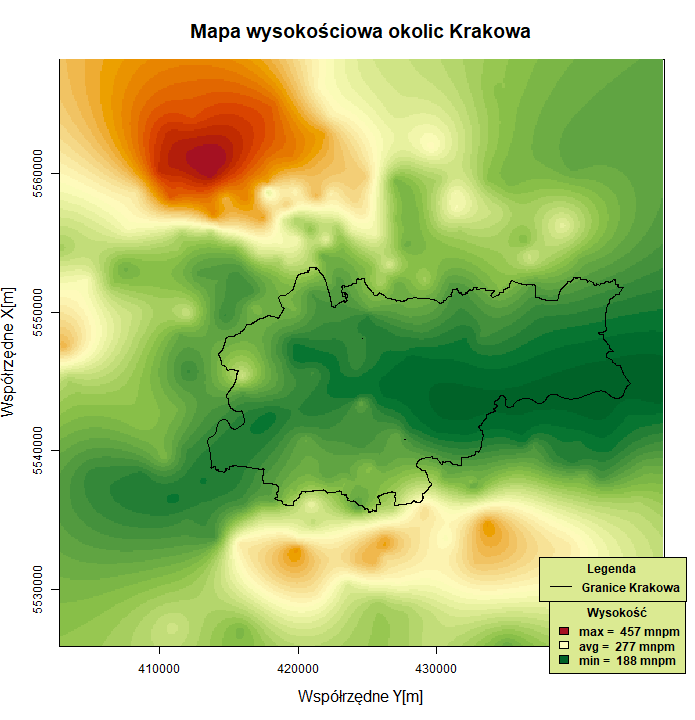 Mapa wysokościowa okolic Krakowa
Współrzędne X[m]
5560000
5550000
5540000
5530000
410000
420000
430000
Współrzędne Y[m]
Legenda
Granice Krakowa
Wysokość
max = 457 mnpm
avg = 277 mnpm
min = 188 mnpm